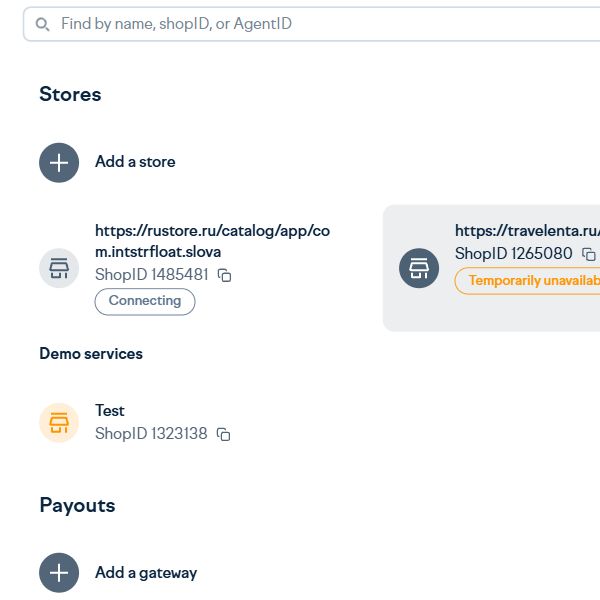 Find by name, shopID, or AgentID
Stores
Add a store
https://rustore.ru/catalog/app/co
m.intstrfloat.slova
ShopID 1485481
Connecting
https://travelenta.ru/
ShopID 1265080
Temporarily unavailab
Demo services
Test
ShopID 1323138
Payouts
Add a gateway